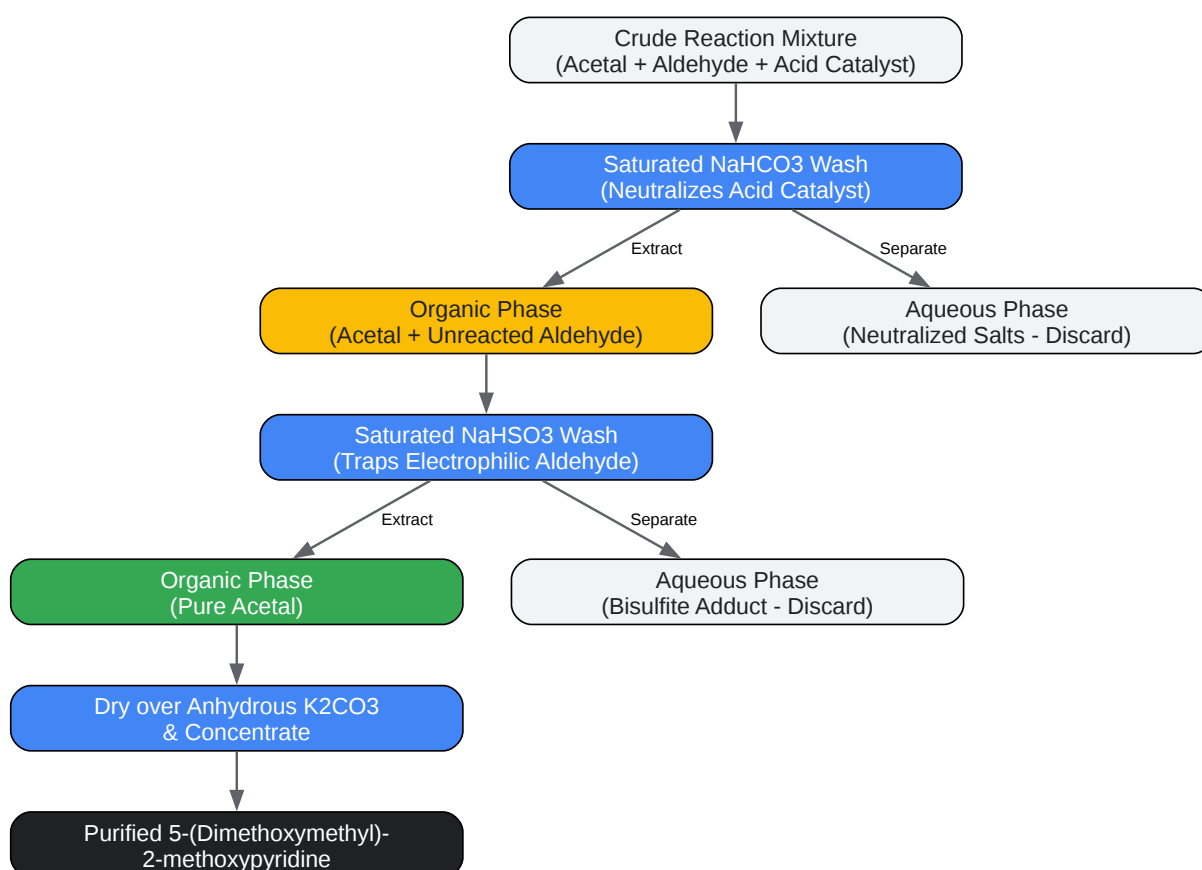 Crude Reaction Mixture
(Acetal + Aldehyde + Acid Catalyst)
Saturated NaHCO3 Wash
(Neutralizes Acid Catalyst)
Extract
Separate
Organic Phase
(Acetal + Unreacted Aldehyde)
Aqueous Phase
(Neutralized Salts - Discard)
Saturated NaHSO3 Wash
(Traps Electrophilic Aldehyde)
Extract
Separate
Organic Phase
(Pure Acetal)
Aqueous Phase
(Bisulfite Adduct - Discard)
Dry over Anhydrous K2CO3
& Concentrate
Purified 5-(Dimethoxymethyl)-
2-methoxypyridine